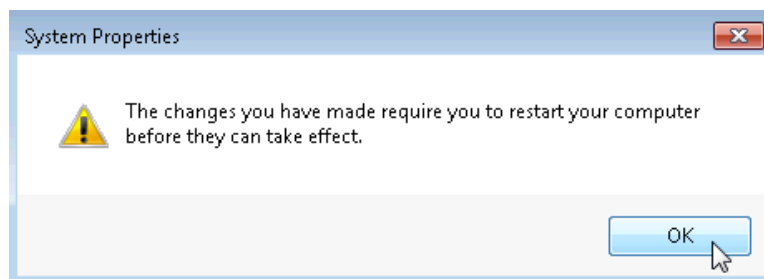 System Properties
The changes you have made require you to restart your computer
before they can take effect.
OK